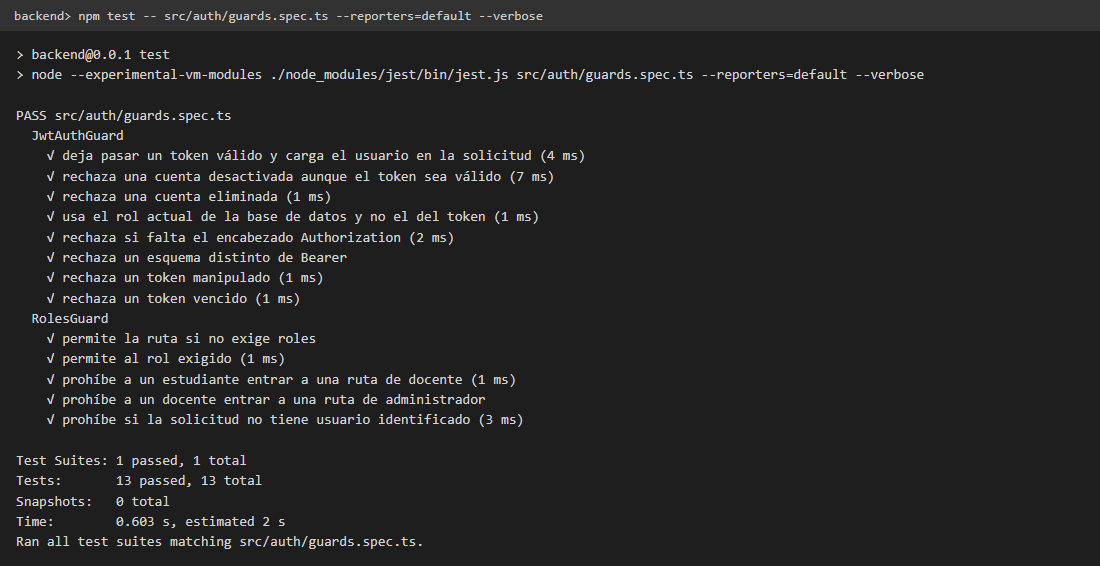 backend> npm test -- src/auth/guards.spec.ts --reporters=default --verbose
> backend@0.0.1 test
> node --experimental-vm-modules ./node_modules/jest/bin/jest.js src/auth/guards.spec.ts --reporters=default --verbose
PASS src/auth/guards.spec.ts
JwtAuthGuard
√ deja pasar un token válido y carga el usuario en la solicitud (4 ms)
√ rechaza una cuenta desactivada aunque el token sea válido (7 ms)
√ rechaza una cuenta eliminada (1 ms)
√ usa el rol actual de la base de datos y no el del token (1 ms)
√ rechaza si falta el encabezado Authorization (2 ms)
√ rechaza un esquema distinto de Bearer
√ rechaza un token manipulado (1 ms)
√ rechaza un token vencido (1 ms)
RolesGuard
√ permite la ruta si no exige roles
√ permite al rol exigido (1 ms)
√ prohíbe a un estudiante entrar a una ruta de docente (1 ms)
√ prohíbe a un docente entrar a una ruta de administrador
√ prohíbe si la solicitud no tiene usuario identificado (3 ms)
Test Suites: 1 passed, 1 total
Tests:       13 passed, 13 total
Snapshots:   0 total
Time:        0.603 s, estimated 2 s
Ran all test suites matching src/auth/guards.spec.ts.